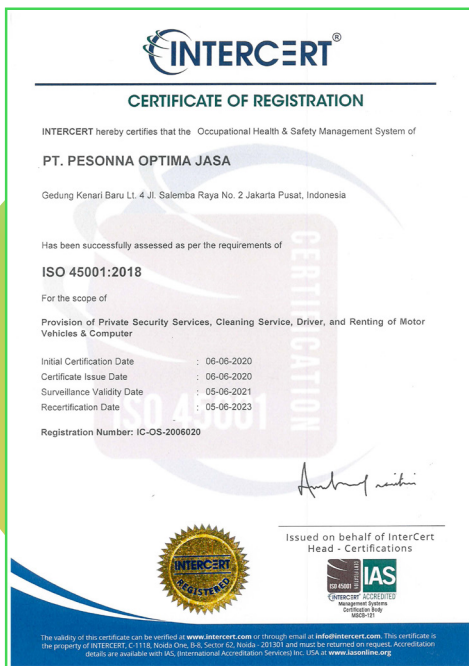 INTERCERT®
CERTIFICATE OF REGISTRATION
INTERCERT hereby certifies that the Occupational Health & Safety Management System of
PT. PESONNA OPTIMA JASA
Gedung Kenari Baru Lt. 4 Jl. Salemba Raya No. 2 Jakarta Pusat, Indonesia
Has been successfully assessed as per the requirements of
ISO 45001:2018
For the scope of
Provision of Private Security Services, Cleaning Service, Driver, and Renting of Motor
Vehicles & Computer
Initial Certification Date : 06-06-2020
Certificate Issue Date : 06-06-2020
Surveillance Validity Date : 05-06-2021
Recertification Date : 05-06-2023
Registration Number: IC-OS-2006020
CERTIFICATION
ISO 45001
Issued on behalf of InterCert
Head - Certifications
INTERCERT
REGISTERED
ISO 45001
IAS
INTERCERT ACCREDITED
Management Systems
Certification Body
MSCB-121
The validity of this certificate can be verified at www.intercert.com or through email at info@intercert.com. This certificate is
the property of INTERCERT, C-1118, Noida One, B-8, Sector 62, Noida - 201301 and must be returned on request. Accreditation
details are available with IAS, (International Accreditation Services) Inc. USA at www.iasonline.org